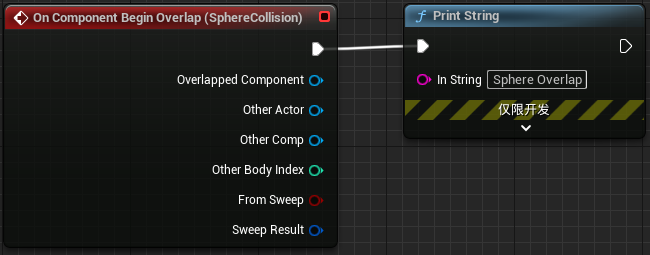 On Component Begin Overlap (SphereCollision)
Overlapped Component
Other Actor
Other Comp
Other Body Index
From Sweep
Sweep Result
Print String
In String Sphere Overlap
仅限开发